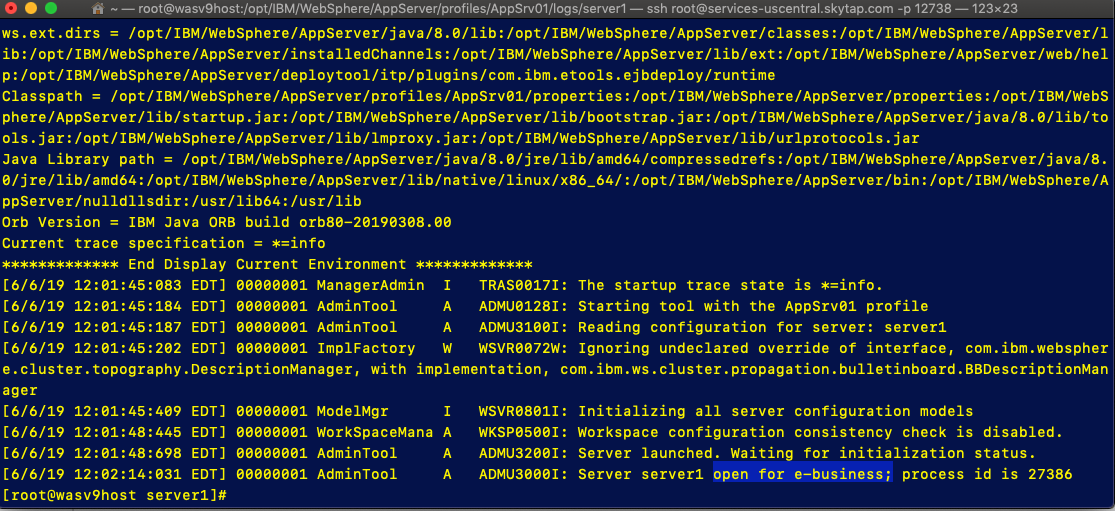 ~ — root@wasv9host:/opt/IBM/WebSphere/AppServer/profiles/AppSrv01/logs/server1 — ssh root@services-uscentral.skytap.com -p 12738 — 123×23
ws.ext.dirs = /opt/IBM/WebSphere/AppServer/java/8.0/lib:/opt/IBM/WebSphere/AppServer/classes:/opt/IBM/WebSphere/AppServer/l
ib:/opt/IBM/WebSphere/AppServer/installedChannels:/opt/IBM/WebSphere/AppServer/lib/ext:/opt/IBM/WebSphere/AppServer/web/hel
p:/opt/IBM/WebSphere/AppServer/deploytool/itp/plugins/com.ibm.etools.ejbdeploy/runtime
Classpath = /opt/IBM/WebSphere/AppServer/profiles/AppSrv01/properties:/opt/IBM/WebSphere/AppServer/properties:/opt/IBM/WebS
phere/AppServer/lib/startup.jar:/opt/IBM/WebSphere/AppServer/lib/bootstrap.jar:/opt/IBM/WebSphere/AppServer/java/8.0/lib/to
ols.jar:/opt/IBM/WebSphere/AppServer/lib/lmproxy.jar:/opt/IBM/WebSphere/AppServer/lib/urlprotocols.jar
Java Library path = /opt/IBM/WebSphere/AppServer/java/8.0/jre/lib/amd64/compressedrefs:/opt/IBM/WebSphere/AppServer/java/8.
0/jre/lib/amd64:/opt/IBM/WebSphere/AppServer/lib/native/linux/x86_64/:/opt/IBM/WebSphere/AppServer/bin:/opt/IBM/WebSphere/A
ppServer/nulldllsdir:/usr/lib64:/usr/lib
Orb Version = IBM Java ORB build orb80-20190308.00
Current trace specification = *=info
************* End Display Current Environment *************
[6/6/19 12:01:45:083 EDT] 00000001 ManagerAdmin  I   TRAS0017I: The startup trace state is *=info.
[6/6/19 12:01:45:184 EDT] 00000001 AdminTool     A   ADMU0128I: Starting tool with the AppSrv01 profile
[6/6/19 12:01:45:187 EDT] 00000001 AdminTool     A   ADMU3100I: Reading configuration for server: server1
[6/6/19 12:01:45:202 EDT] 00000001 ImplFactory   W   WSVR0072W: Ignoring undeclared override of interface, com.ibm.webspher
e.cluster.topography.DescriptionManager, with implementation, com.ibm.ws.cluster.propagation.bulletinboard.BBDescriptionMan
ager
[6/6/19 12:01:45:409 EDT] 00000001 ModelMgr      I   WSVR0801I: Initializing all server configuration models
[6/6/19 12:01:48:445 EDT] 00000001 WorkSpaceMana A   WKSP0500I: Workspace configuration consistency check is disabled.
[6/6/19 12:01:48:698 EDT] 00000001 AdminTool     A   ADMU3200I: Server launched. Waiting for initialization status.
[6/6/19 12:02:14:031 EDT] 00000001 AdminTool     A   ADMU3000I: Server server1 open for e-business; process id is 27386
[root@wasv9host server1]#